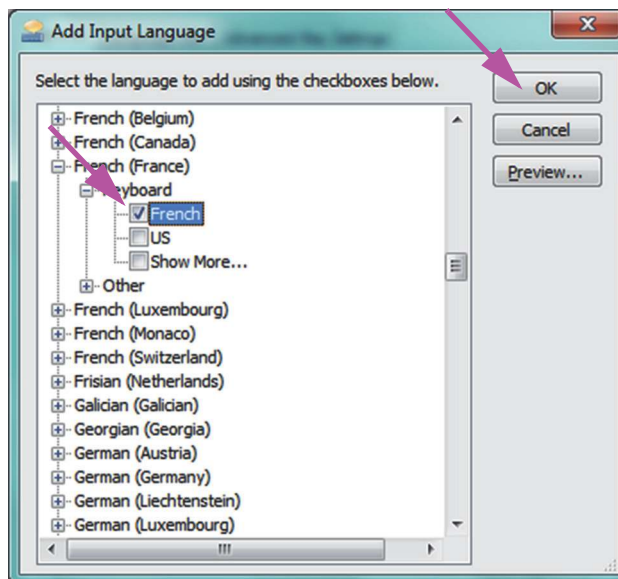 Add Input Language
Select the language to add using the checkboxes below.
OK
Cancel
Preview...
French (Belgium)
French (Canada)
French (France)
Keyboard
French
US
Show More...
Other
French (Luxembourg)
French (Monaco)
French (Switzerland)
Frisian (Netherlands)
Galician (Galician)
Georgian (Georgia)
German (Austria)
German (Germany)
German (Liechtenstein)
German (Luxembourg)